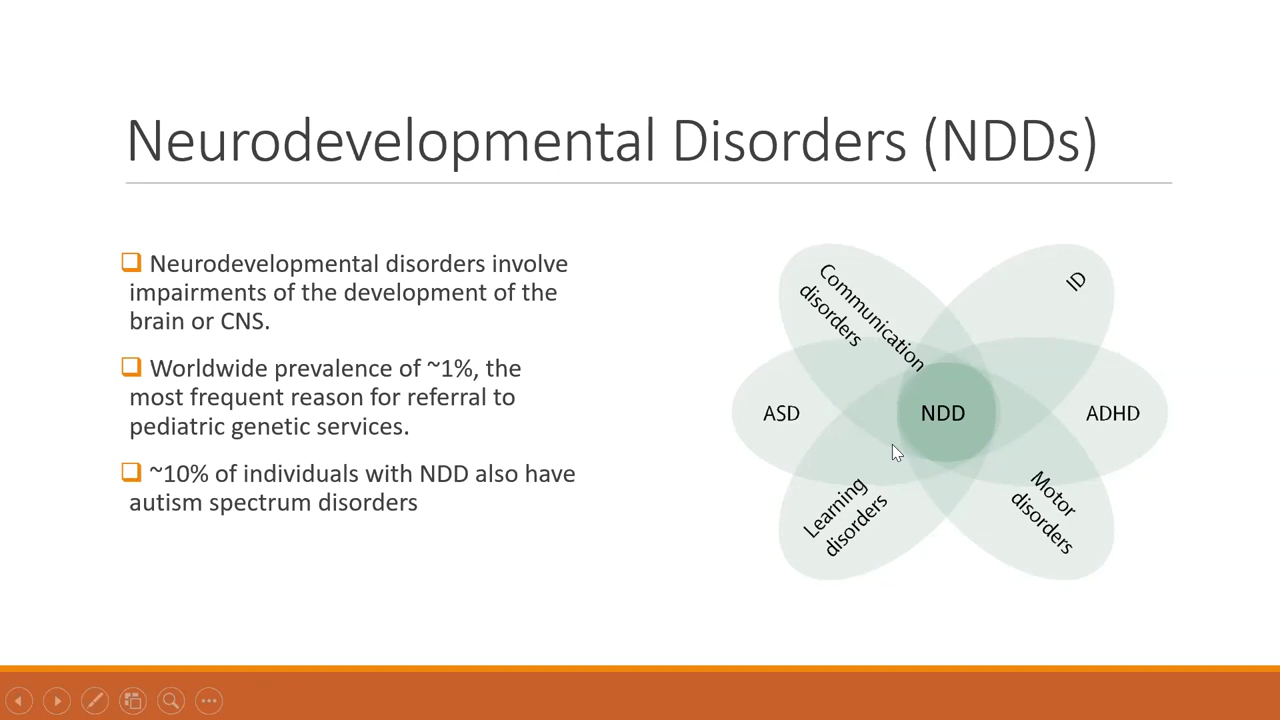 Neurodevelopmental Disorders (NDDs)
Neurodevelopmental disorders involve
impairments of the development of the
brain or CNS.
Worldwide prevalence of ~1%, the
most frequent reason for referral to
pediatric genetic services.
~10% of individuals with NDD also have
autism spectrum disorders
Communication
disorders
ID
ASD
NDD
ADHD
Learning
disorders
Motor
disorders